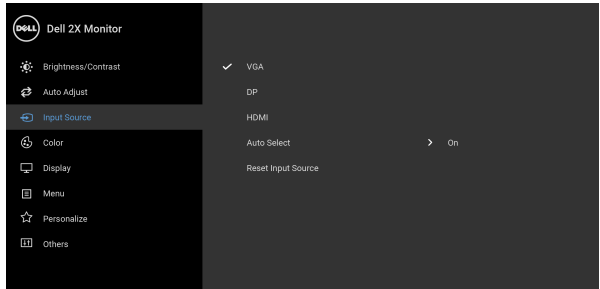 DELL Dell 2X Monitor
Brightness/Contrast
Auto Adjust
Input Source
Color
Display
Menu
Personalize
Others
VGA
DP
HDMI
Auto Select On
Reset Input Source